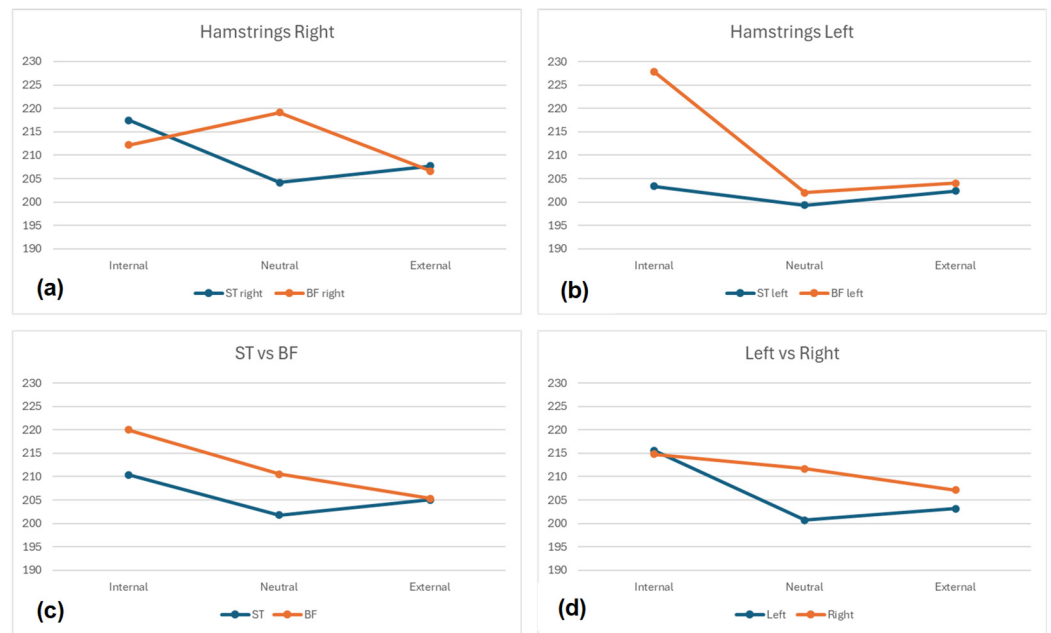 Hamstrings Right
230
225
220
215
210
205
200
195
190
Internal Neutral External
(a)
ST right BF right
Hamstrings Left
230
225
220
215
210
205
200
195
190
Internal Neutral External
(b)
ST left BF left
ST vs BF
230
225
220
215
210
205
200
195
190
Internal Neutral External
(c)
ST BF
Left vs Right
230
225
220
215
210
205
200
195
190
Internal Neutral External
(d)
Left Right